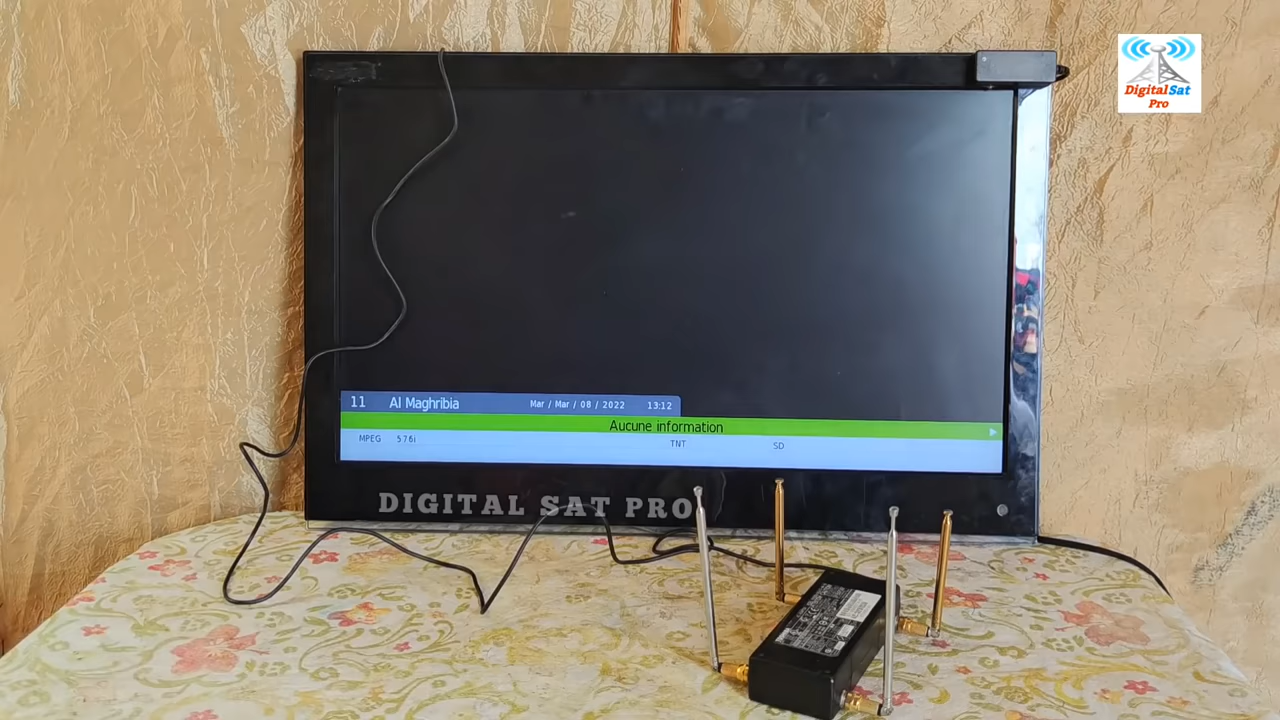 DigitalSat
Pro
11 Al Maghribia Mar / Mar / 08 / 2022 13:12
Aucune information
MPEG 576i TNT SD
DIGITAL SAT PRO